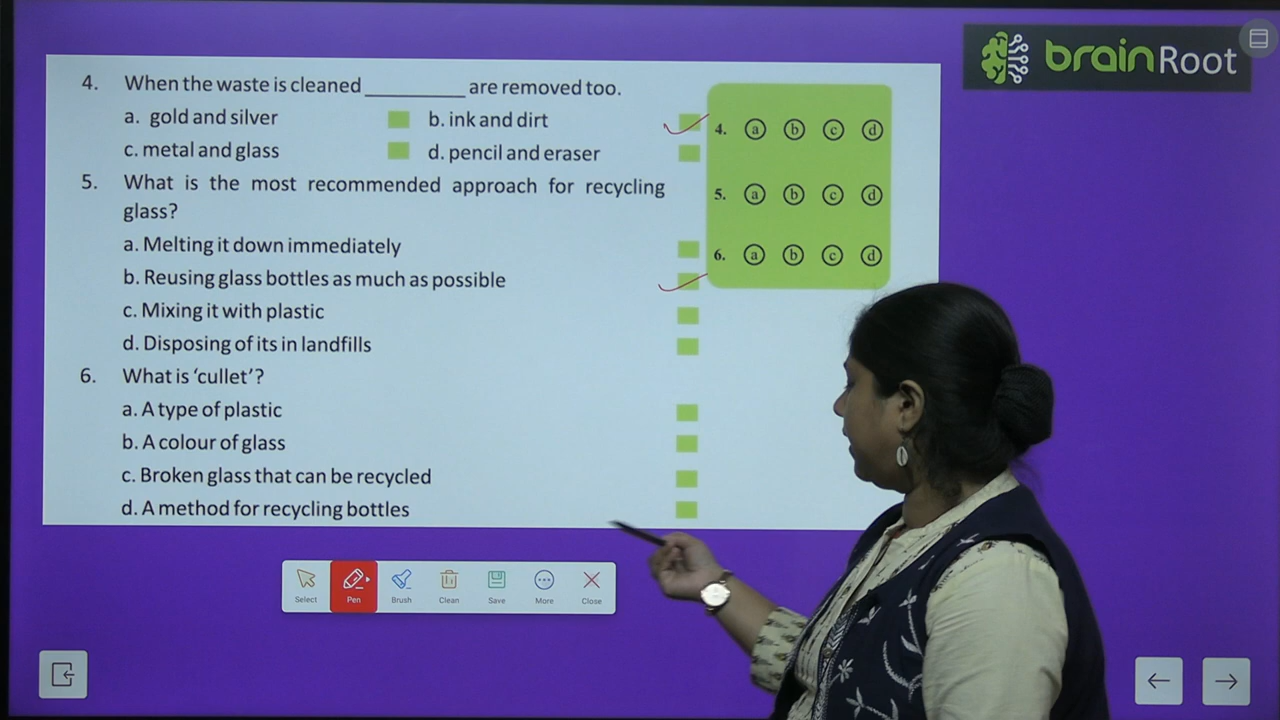 brainRoot
4. When the waste is cleaned __________ are removed too.
a. gold and silver b. ink and dirt
c. metal and glass d. pencil and eraser
5. What is the most recommended approach for recycling
glass?
a. Melting it down immediately
b. Reusing glass bottles as much as possible
c. Mixing it with plastic
d. Disposing of its in landfills
6. What is ‘cullet’?
a. A type of plastic
b. A colour of glass
c. Broken glass that can be recycled
d. A method for recycling bottles
4. a b c d
5. a b c d
6. a b c d
Select Pen Brush Clean Save More Close